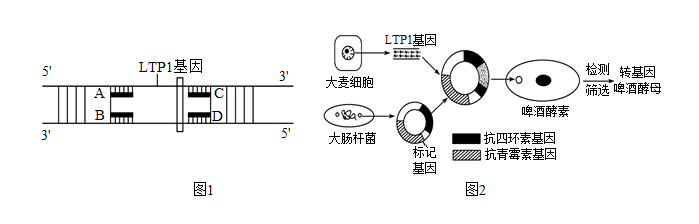 LTP1基因
5' 3'
A C
B D
3' 5'
图1
LTP1基因
大麦细胞
大肠杆菌
标记
基因
检测
筛选
转基因
啤酒酵母
啤酒酵素
抗四环素基因
抗青霉素基因
图2